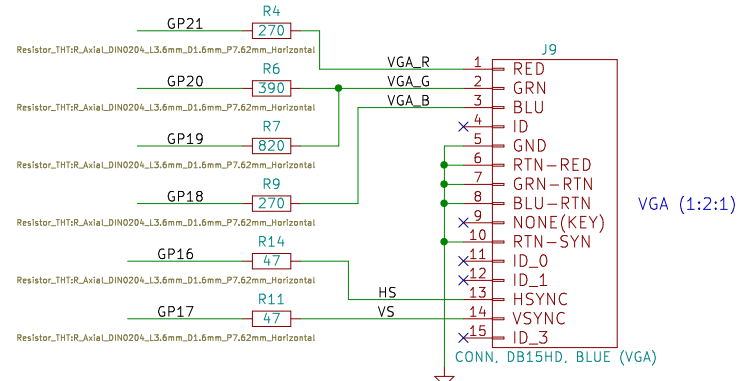 R4
GP21
270
Resistor_THT:R_Axial_DIN0204_L3.6mm_D1.6mm_P7.62mm_Horizontal
R6
GP20
390
Resistor_THT:R_Axial_DIN0204_L3.6mm_D1.6mm_P7.62mm_Horizontal
R7
GP19
820
Resistor_THT:R_Axial_DIN0204_L3.6mm_D1.6mm_P7.62mm_Horizontal
R9
GP18
270
Resistor_THT:R_Axial_DIN0204_L3.6mm_D1.6mm_P7.62mm_Horizontal
R14
GP16
47
Resistor_THT:R_Axial_DIN0204_L3.6mm_D1.6mm_P7.62mm_Horizontal
R11
GP17
47
Resistor_THT:R_Axial_DIN0204_L3.6mm_D1.6mm_P7.62mm_Horizontal
VGA_R
VGA_G
VGA_B
HS
VS
J9
1 RED
2 GRN
3 BLU
4 ID
5 GND
6 RTN-RED
7 GRN-RTN
8 BLU-RTN
9 NONE(KEY)
10 RTN-SYN
11 ID_0
12 ID_1
13 HSYNC
14 VSYNC
15 ID_3
CONN, DB15HD, BLUE (VGA)
VGA (1:2:1)